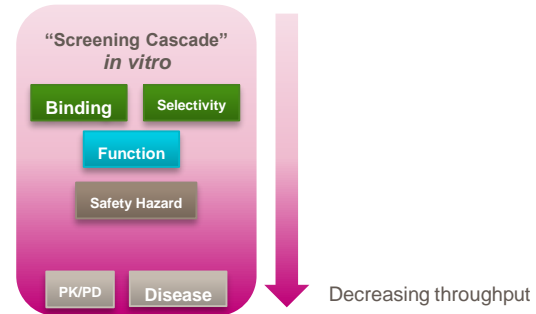 “Screening Cascade”
in vitro
Binding
Selectivity
Function
Safety Hazard
PK/PD
Disease
Decreasing throughput